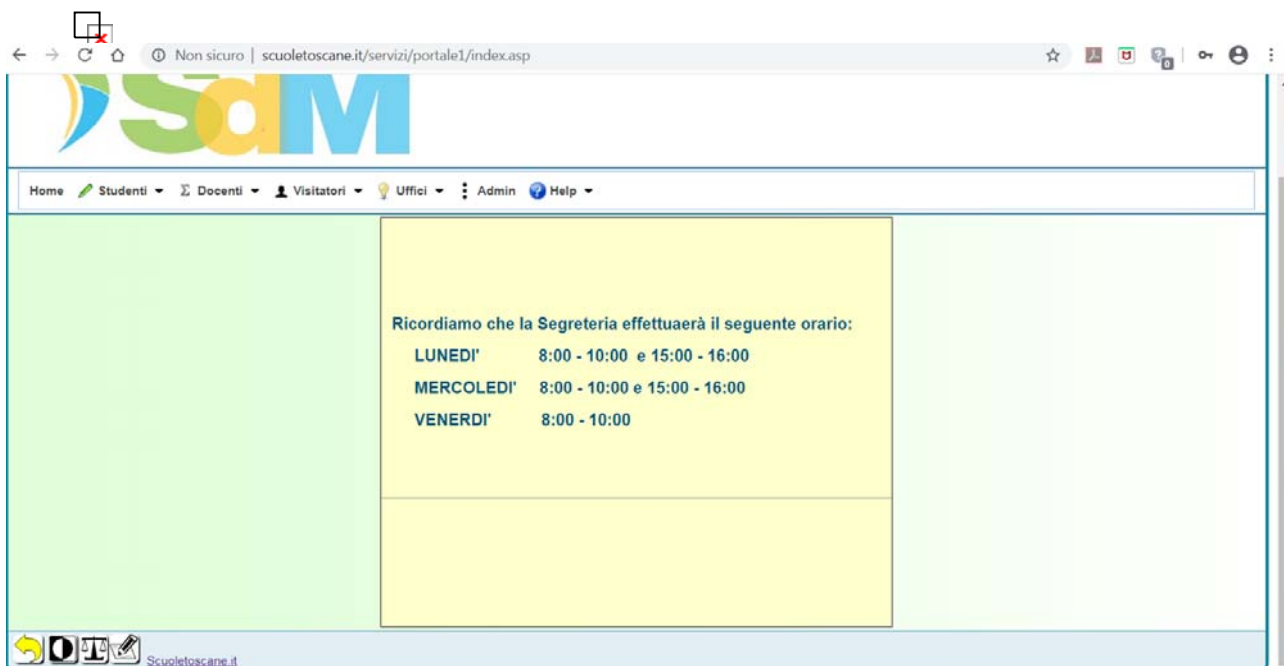 Non sicuro | scuoletoscane.it/servizi/portale1/index.asp
0
SdM
Home Studenti Σ Docenti Visitatori Uffici Admin Help
Ricordiamo che la Segreteria effettuaerà il seguente orario:
LUNEDI' 8:00 - 10:00 e 15:00 - 16:00
MERCOLEDI' 8:00 - 10:00 e 15:00 - 16:00
VENERDI' 8:00 - 10:00
Scuoletoscane.it